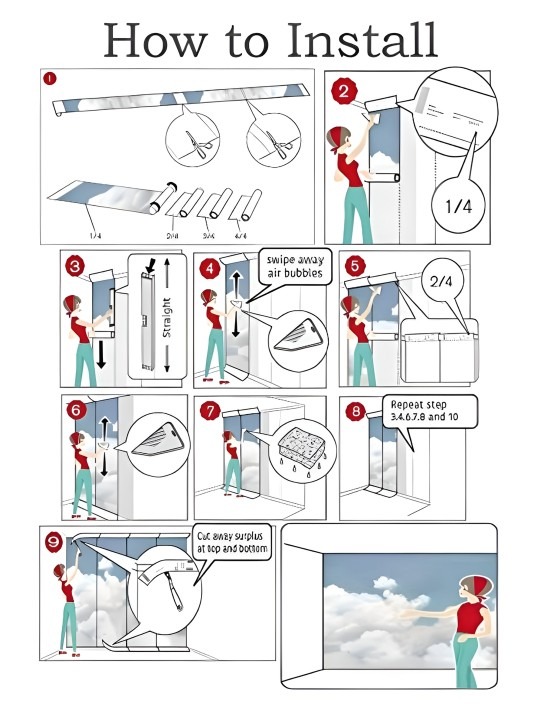 How to Install
1
1/4
2/4
3/4
4/4
2
1/4
3
Straight
4
swipe away
air bubbles
5
2/4
6
7
8
Repeat step
3.4.6.7.8 and 10
9
Cut away surplus
at top and bottom